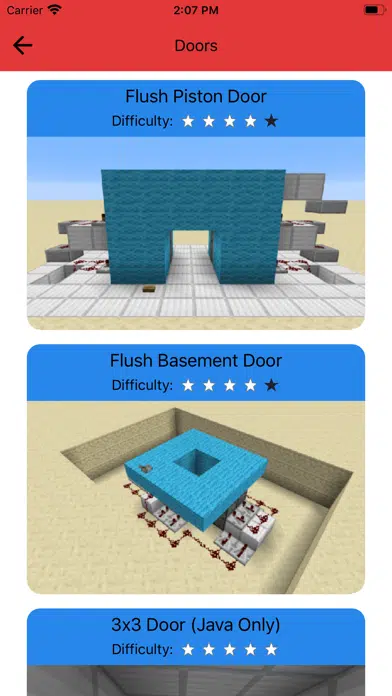 Carrier 2:07 PM
Doors
Flush Piston Door
Difficulty:
Flush Basement Door
Difficulty:
3x3 Door (Java Only)
Difficulty: